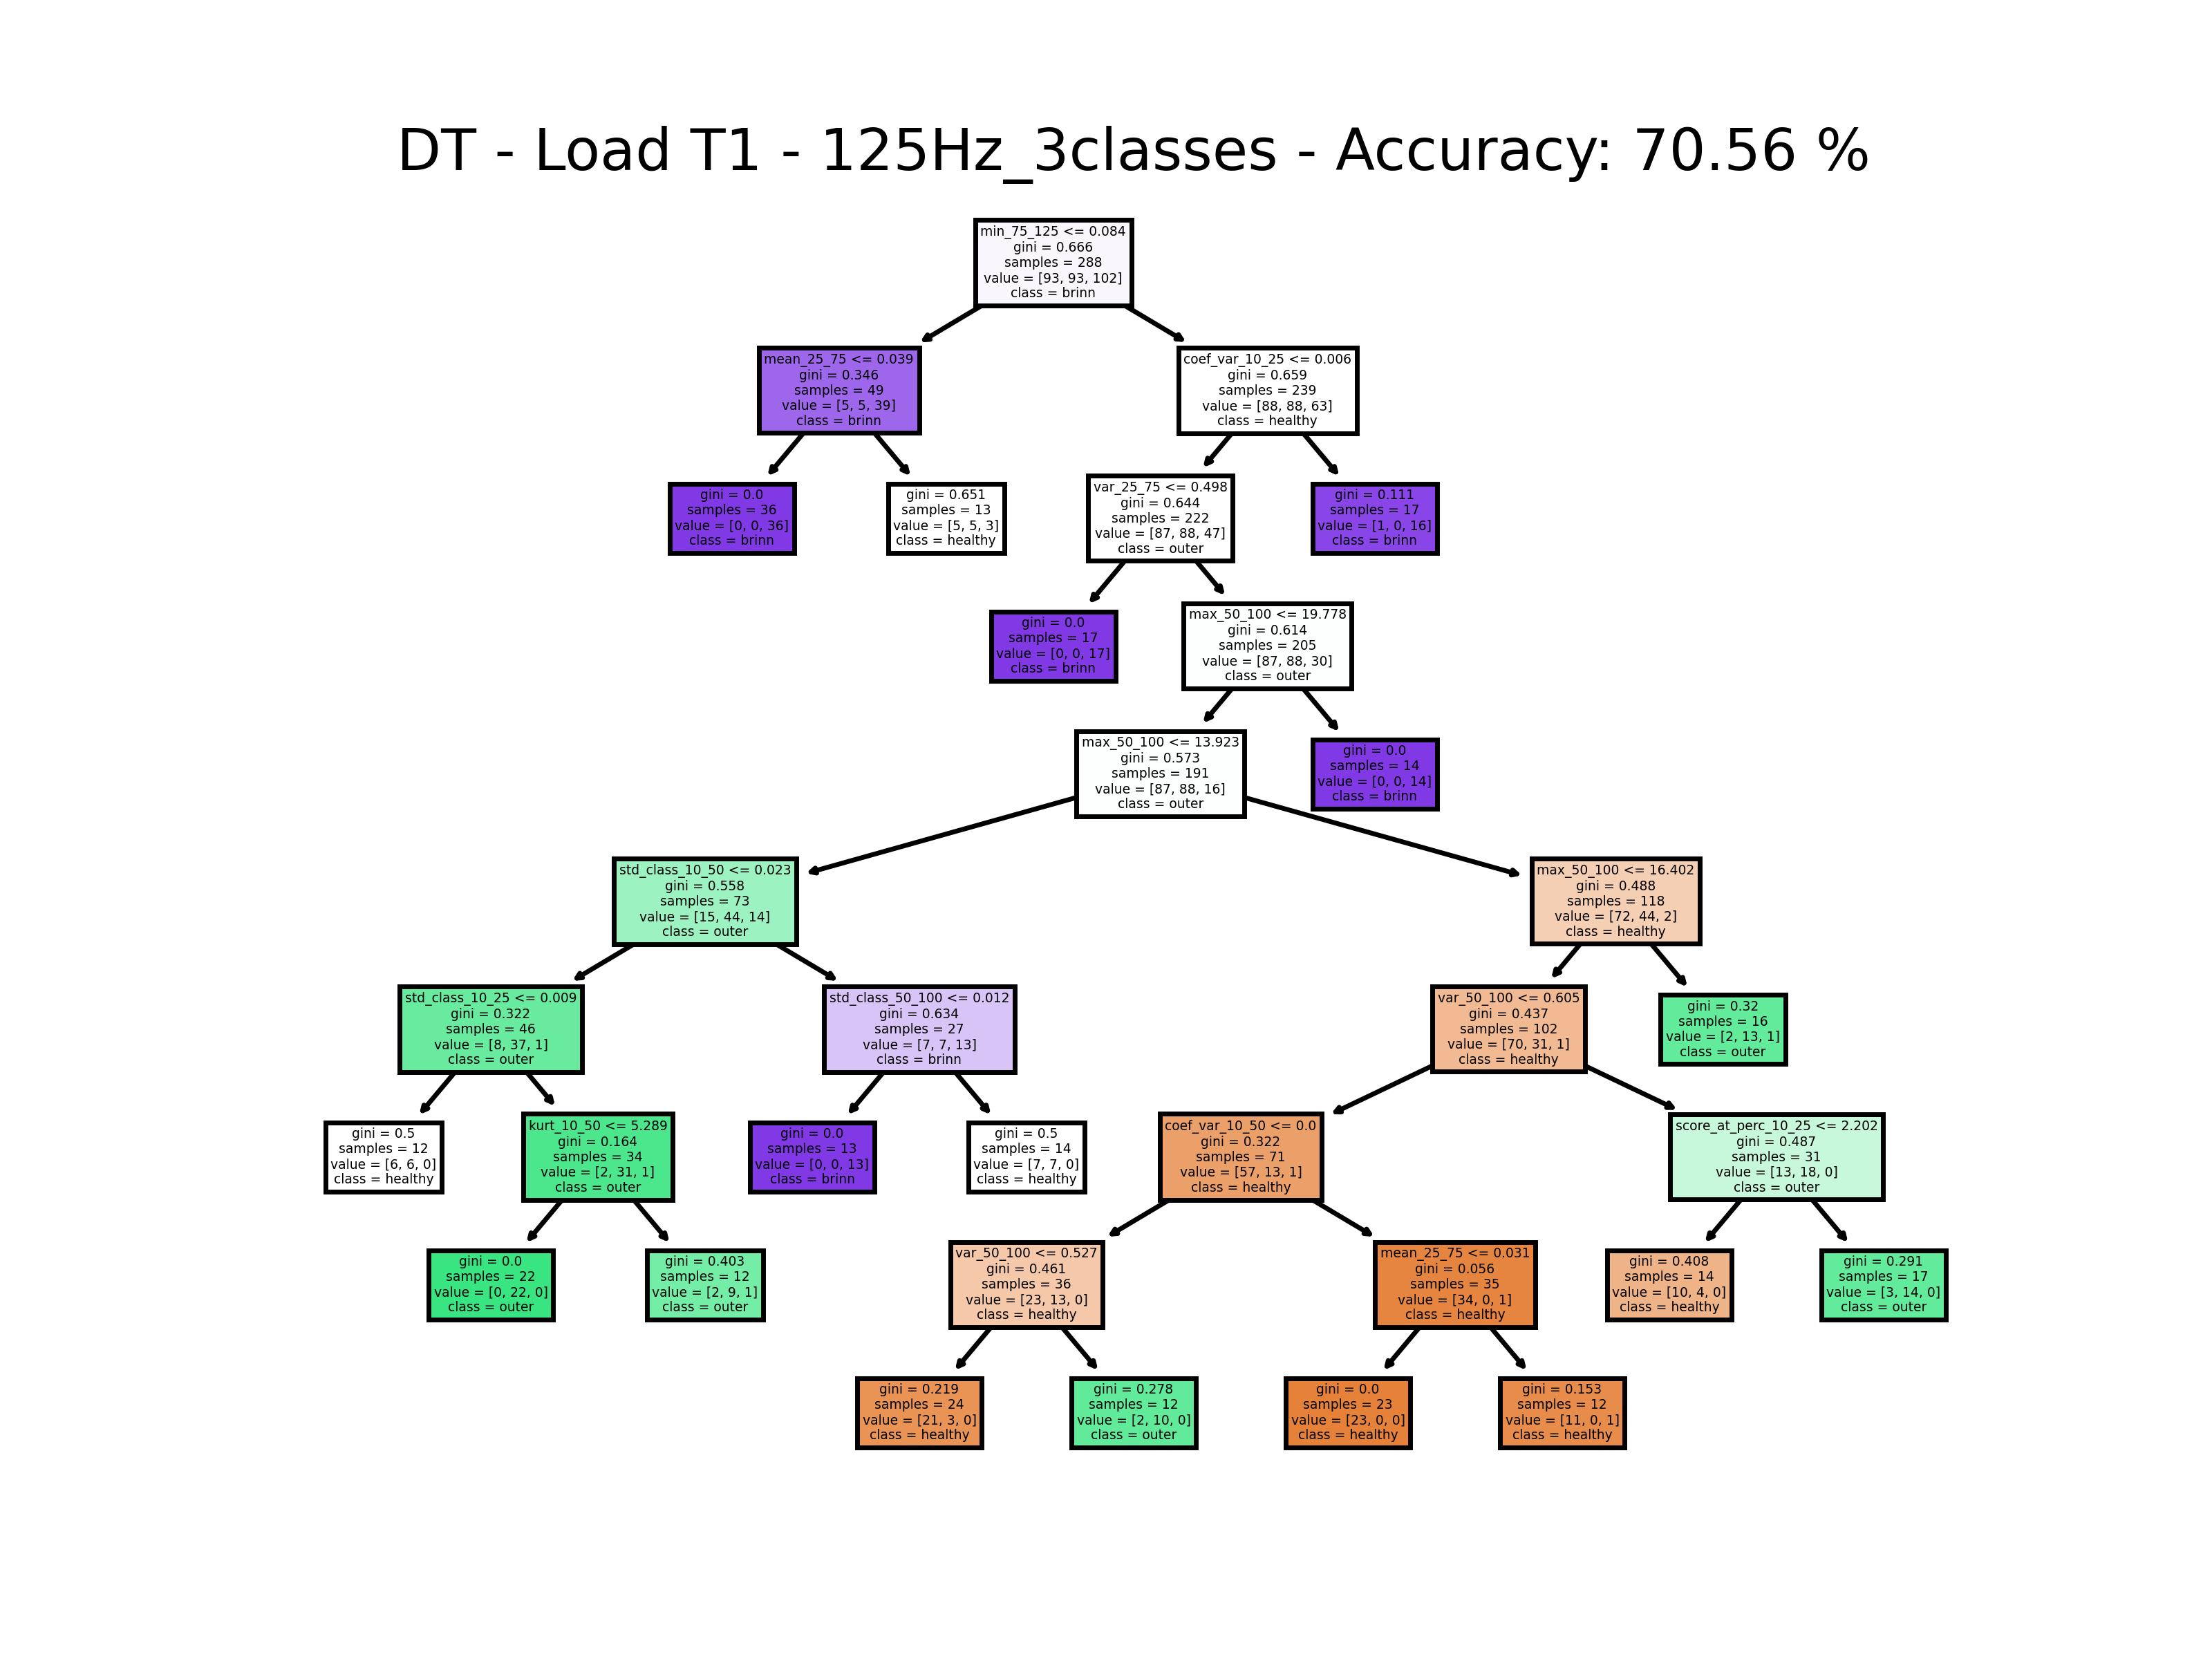 DT - Load T1 - 125Hz_3classes - Accuracy: 70.56 %
min_75_125 <= 0.084
gini = 0.666
samples = 288
value = [93, 93, 102]
class = brinn
mean_25_75 <= 0.039
gini = 0.346
samples = 49
value = [5, 5, 39]
class = brinn
coef_var_10_25 <= 0.006
gini = 0.659
samples = 239
value = [88, 88, 63]
class = healthy
gini = 0.0
samples = 36
value = [0, 0, 36]
class = brinn
gini = 0.651
samples = 13
value = [5, 5, 3]
class = healthy
var_25_75 <= 0.498
gini = 0.644
samples = 222
value = [87, 88, 47]
class = outer
gini = 0.111
samples = 17
value = [1, 0, 16]
class = brinn
gini = 0.0
samples = 17
value = [0, 0, 17]
class = brinn
max_50_100 <= 19.778
gini = 0.614
samples = 205
value = [87, 88, 30]
class = outer
max_50_100 <= 13.923
gini = 0.573
samples = 191
value = [87, 88, 16]
class = outer
gini = 0.0
samples = 14
value = [0, 0, 14]
class = brinn
std_class_10_50 <= 0.023
gini = 0.558
samples = 73
value = [15, 44, 14]
class = outer
max_50_100 <= 16.402
gini = 0.488
samples = 118
value = [72, 44, 2]
class = healthy
std_class_10_25 <= 0.009
gini = 0.322
samples = 46
value = [8, 37, 1]
class = outer
std_class_50_100 <= 0.012
gini = 0.634
samples = 27
value = [7, 7, 13]
class = brinn
var_50_100 <= 0.605
gini = 0.437
samples = 102
value = [70, 31, 1]
class = healthy
gini = 0.32
samples = 16
value = [2, 13, 1]
class = outer
gini = 0.5
samples = 12
value = [6, 6, 0]
class = healthy
kurt_10_50 <= 5.289
gini = 0.164
samples = 34
value = [2, 31, 1]
class = outer
gini = 0.0
samples = 13
value = [0, 0, 13]
class = brinn
gini = 0.5
samples = 14
value = [7, 7, 0]
class = healthy
coef_var_10_50 <= 0.0
gini = 0.322
samples = 71
value = [57, 13, 1]
class = healthy
score_at_perc_10_25 <= 2.202
gini = 0.487
samples = 31
value = [13, 18, 0]
class = outer
gini = 0.0
samples = 22
value = [0, 22, 0]
class = outer
gini = 0.403
samples = 12
value = [2, 9, 1]
class = outer
var_50_100 <= 0.527
gini = 0.461
samples = 36
value = [23, 13, 0]
class = healthy
mean_25_75 <= 0.031
gini = 0.056
samples = 35
value = [34, 0, 1]
class = healthy
gini = 0.408
samples = 14
value = [10, 4, 0]
class = healthy
gini = 0.291
samples = 17
value = [3, 14, 0]
class = outer
gini = 0.219
samples = 24
value = [21, 3, 0]
class = healthy
gini = 0.278
samples = 12
value = [2, 10, 0]
class = outer
gini = 0.0
samples = 23
value = [23, 0, 0]
class = healthy
gini = 0.153
samples = 12
value = [11, 0, 1]
class = healthy